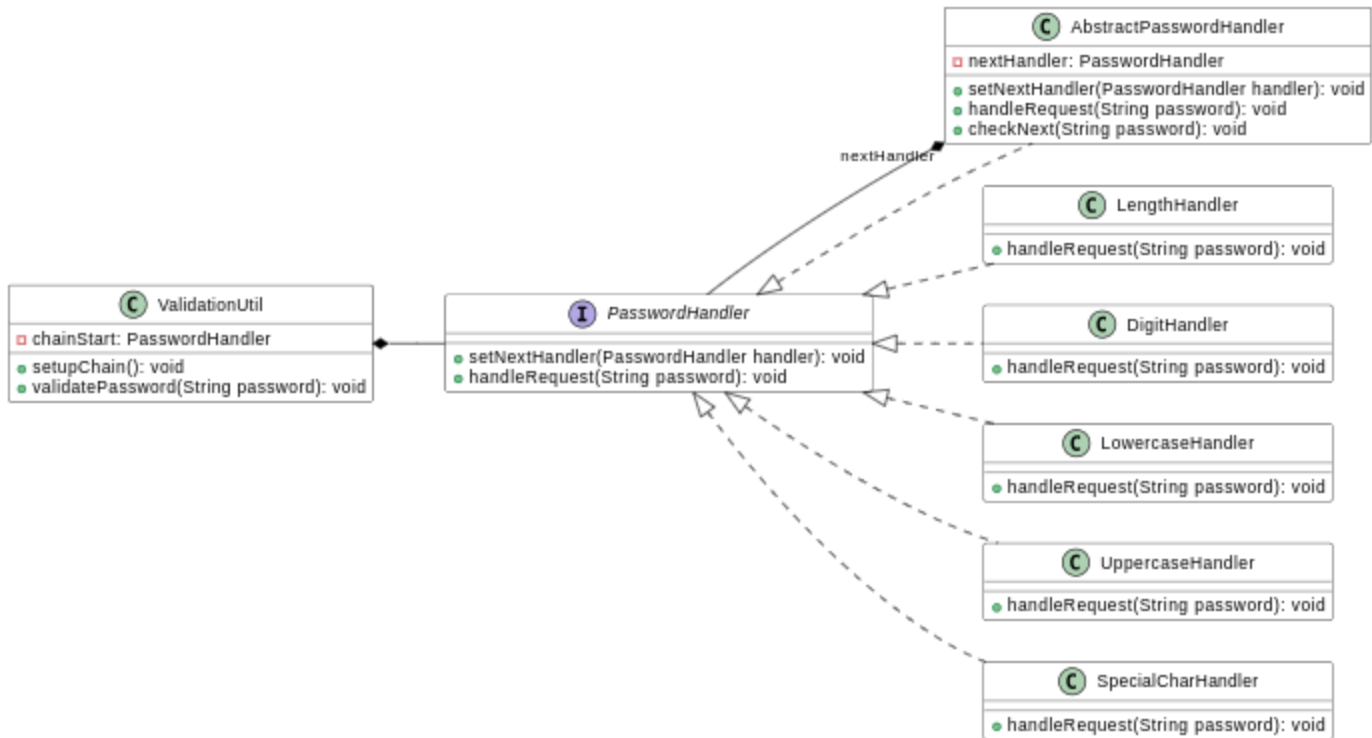 C AbstractPasswordHandler
nextHandler: PasswordHandler
setNextHandler(PasswordHandler handler): void
handleRequest(String password): void
checkNext(String password): void
nextHandler
C LengthHandler
handleRequest(String password): void
C ValidationUtil
chainStart: PasswordHandler
setupChain(): void
validatePassword(String password): void
I PasswordHandler
setNextHandler(PasswordHandler handler): void
handleRequest(String password): void
C DigitHandler
handleRequest(String password): void
C LowercaseHandler
handleRequest(String password): void
C UppercaseHandler
handleRequest(String password): void
C SpecialCharHandler
handleRequest(String password): void